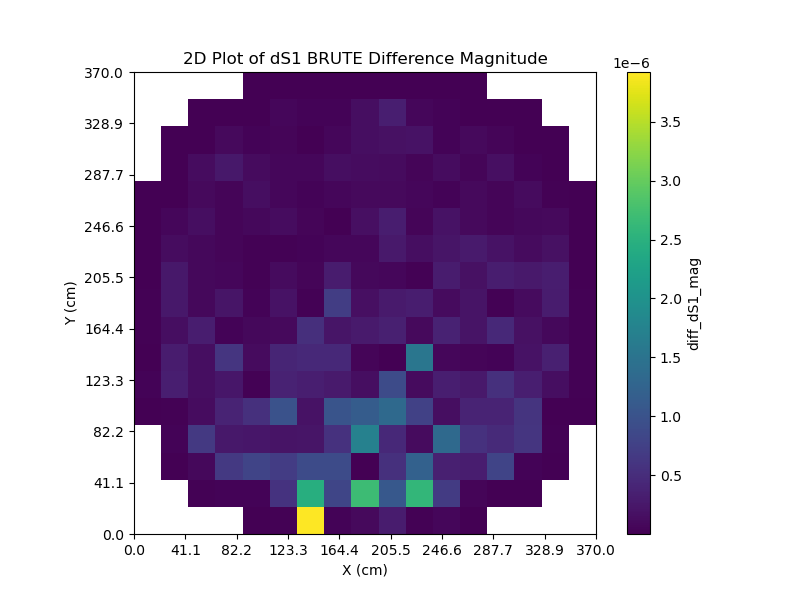 2D Plot of dS1 BRUTE Difference Magnitude
1e−6
370.0
328.9
287.7
246.6
205.5
164.4
123.3
82.2
41.1
0.0
Y (cm)
0.0 41.1 82.2 123.3 164.4 205.5 246.6 287.7 328.9 370.0
X (cm)
3.5
3.0
2.5
2.0
1.5
1.0
0.5
diff_dS1_mag